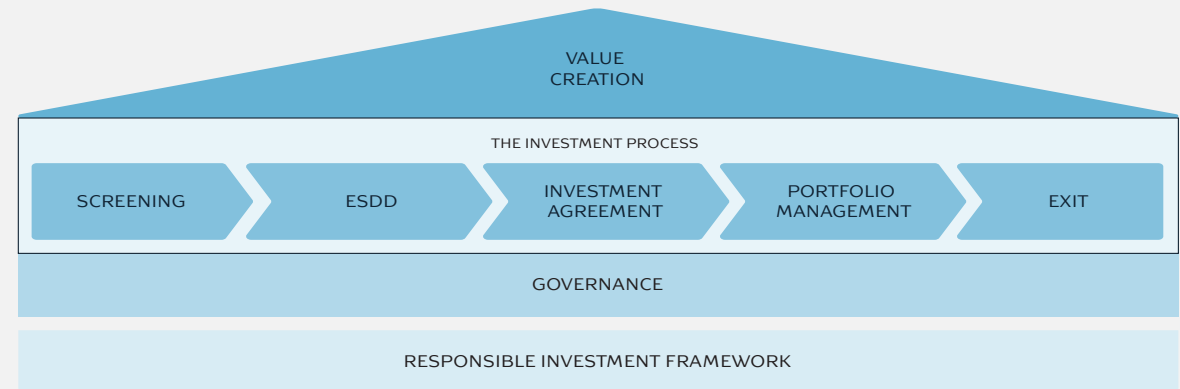 VALUE
CREATION
THE INVESTMENT PROCESS
SCREENING
ESDD
INVESTMENT
AGREEMENT
PORTFOLIO
MANAGEMENT
EXIT
GOVERNANCE
RESPONSIBLE INVESTMENT FRAMEWORK